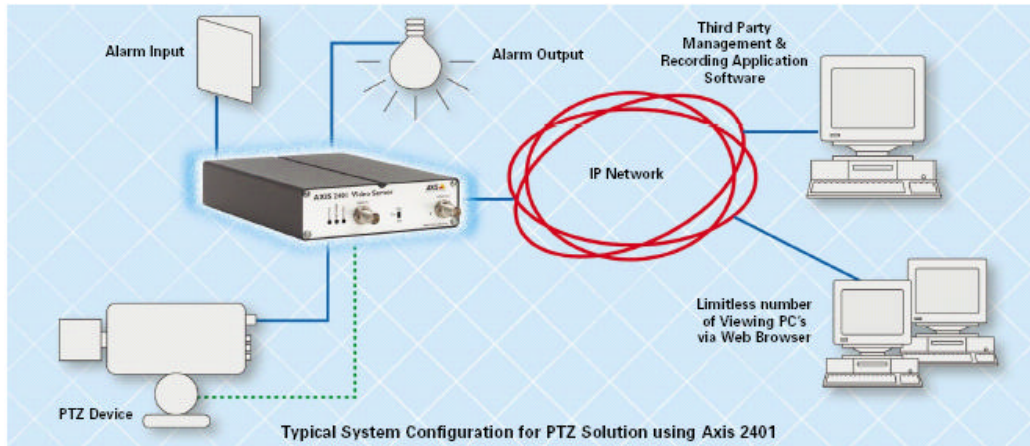 Alarm Input
Alarm Output
Third Party
Management &
Recording Application
Software
AXIS 2401 Video Server
AXIS
IP Network
Limitless number
of Viewing PC's
via Web Browser
PTZ Device
Typical System Configuration for PTZ Solution using Axis 2401